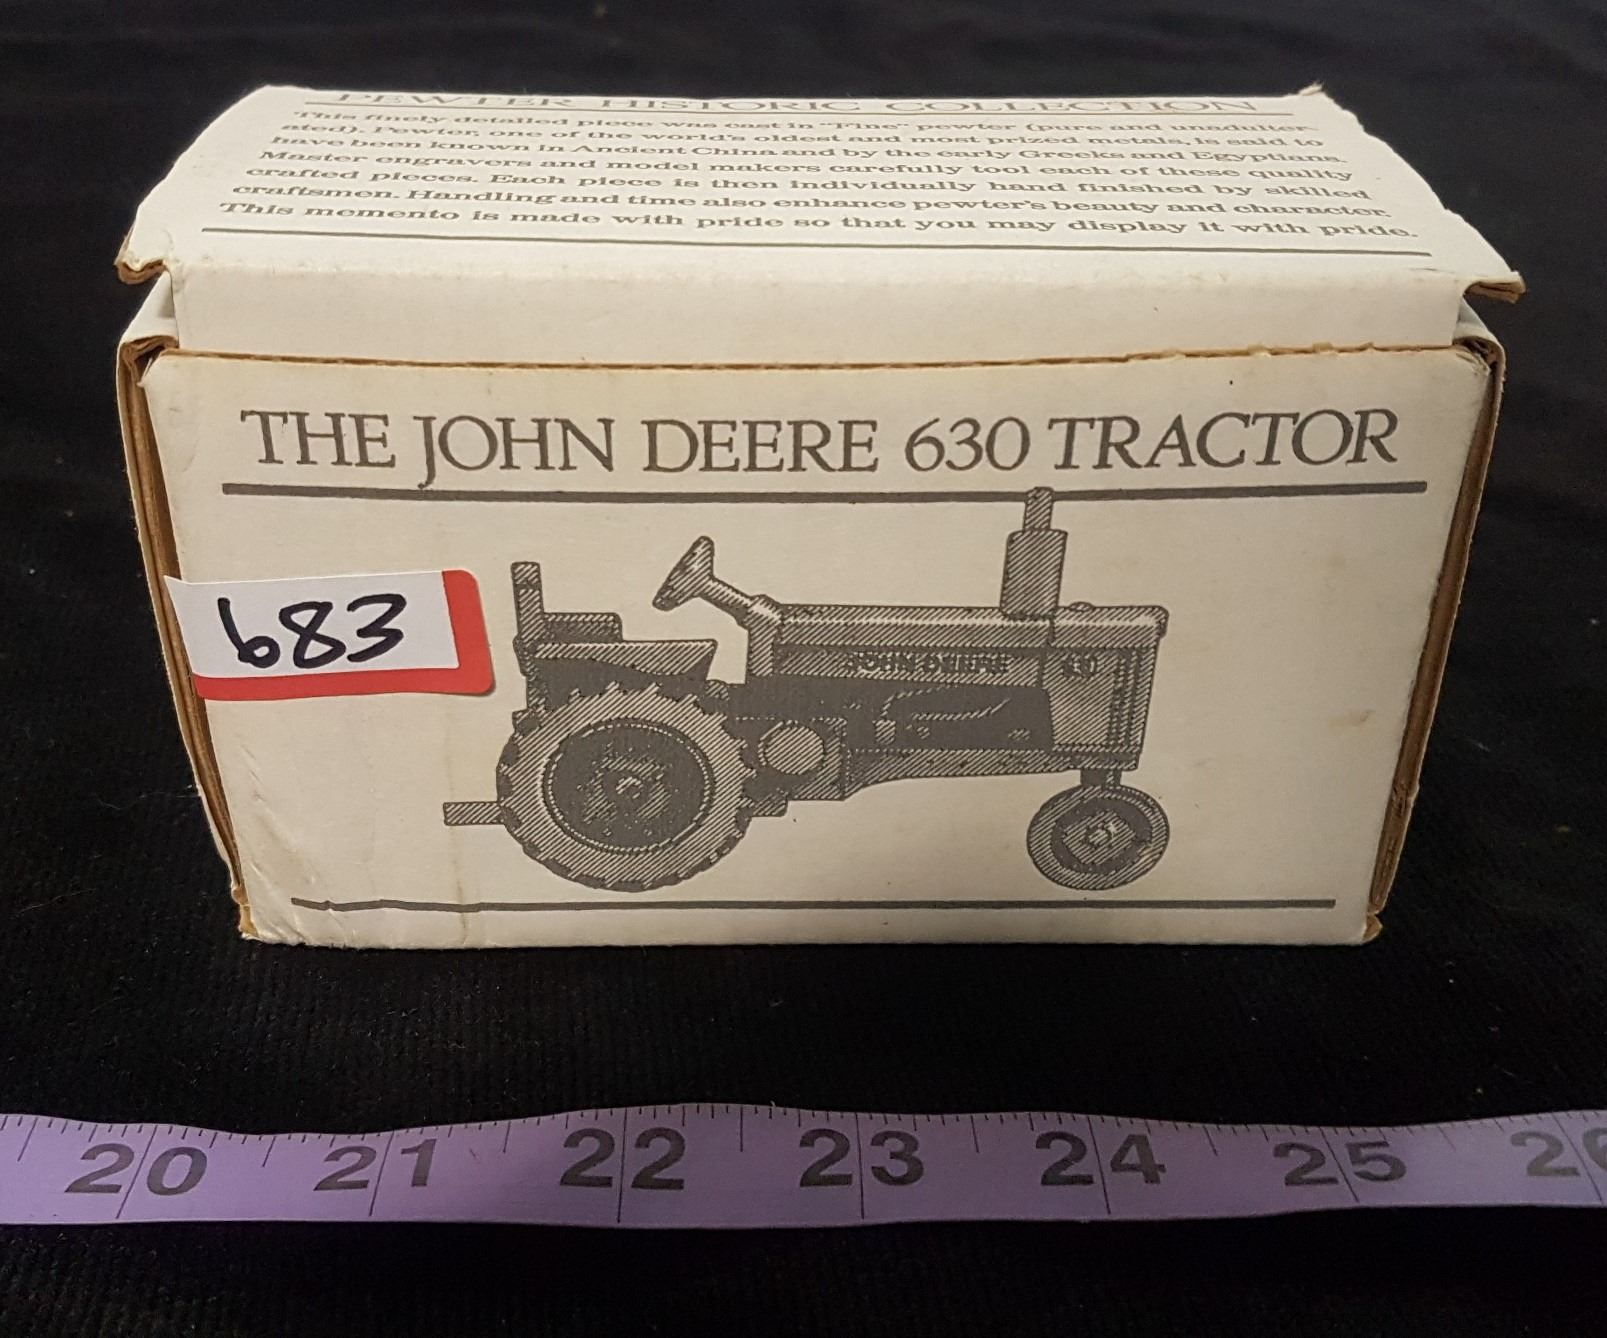 PEWTER HISTORIC COLLECTION
This finely detailed piece was cast in "Fine" pewter (pure and unadulter-
ated). Pewter, one of the world's oldest and most prized metals, is said to
have been known in Ancient China and by the early Greeks and Egyptians.
Master engravers and model makers carefully tool each of these quality
crafted pieces. Each piece is then individually hand finished by skilled
craftsmen. Handling and time also enhance pewter's beauty and character.
This memento is made with pride so that you may display it with pride.
THE JOHN DEERE 630 TRACTOR
683
JOHN DEERE
20 21 22 23 24 25